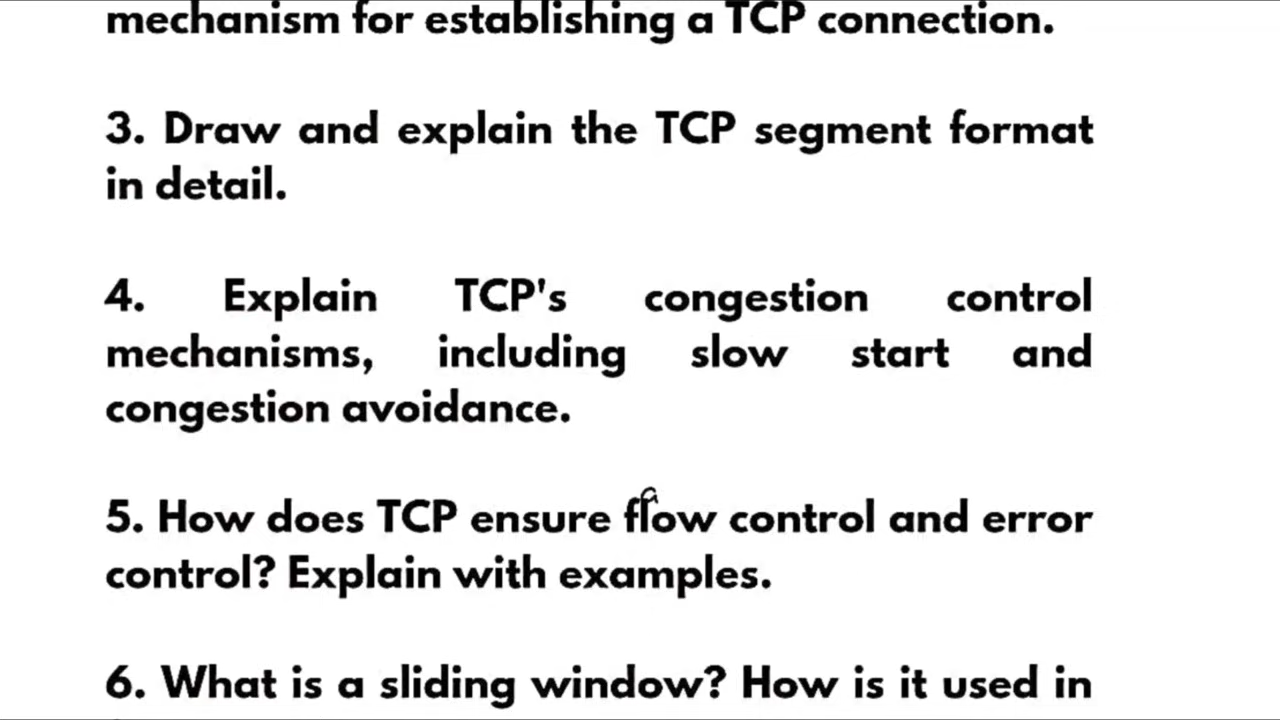 mechanism for establishing a TCP connection.
3. Draw and explain the TCP segment format
in detail.
4. Explain TCP's congestion control
mechanisms, including slow start and
congestion avoidance.
5. How does TCP ensure flow control and error
control? Explain with examples.
6. What is a sliding window? How is it used in